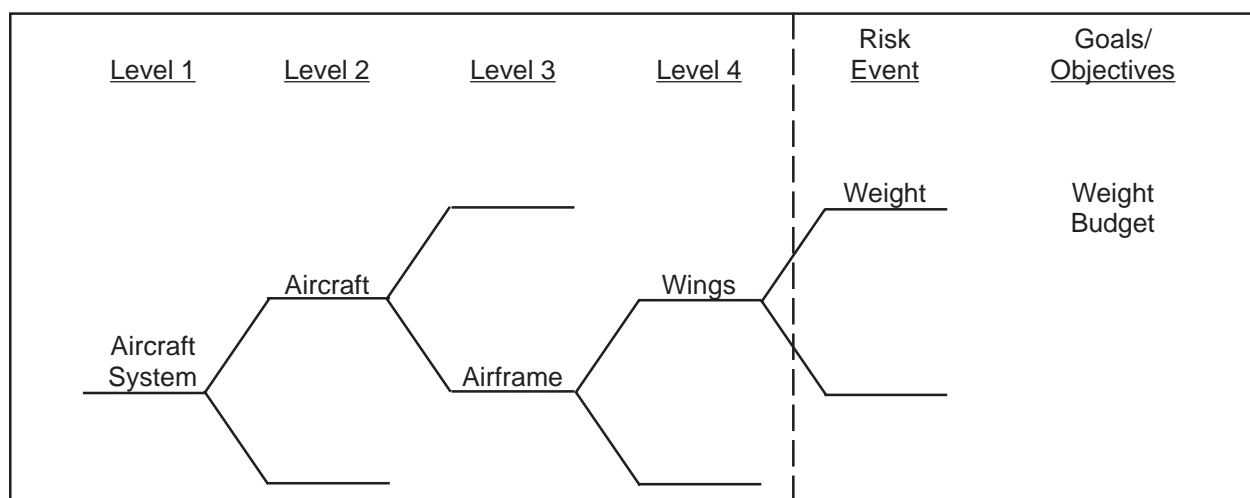 Level 1
Level 2
Level 3
Level 4
Risk
Event
Goals/
Objectives
Weight
Weight
Budget
Aircraft
Wings
Aircraft
System
Airframe